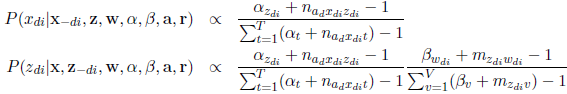 P(x_{di}|\mathbf{x}_{-di}, \mathbf{z}, \mathbf{w}, \alpha, \beta, \mathbf{a}, \mathbf{r}) \propto \frac{\alpha_{z_{di}} + n_{a_d x_{di} z_{di}} - 1}{\sum_{t=1}^{T}(\alpha_t + n_{a_d x_{di} t}) - 1}
P(z_{di}|\mathbf{x}, \mathbf{z}_{-di}, \mathbf{w}, \alpha, \beta, \mathbf{a}, \mathbf{r}) \propto \frac{\alpha_{z_{di}} + n_{a_d x_{di} z_{di}} - 1}{\sum_{t=1}^{T}(\alpha_t + n_{a_d x_{di} t}) - 1} \frac{\beta_{w_{di}} + m_{z_{di} w_{di}} - 1}{\sum_{v=1}^{V}(\beta_v + m_{z_{di} v}) - 1}